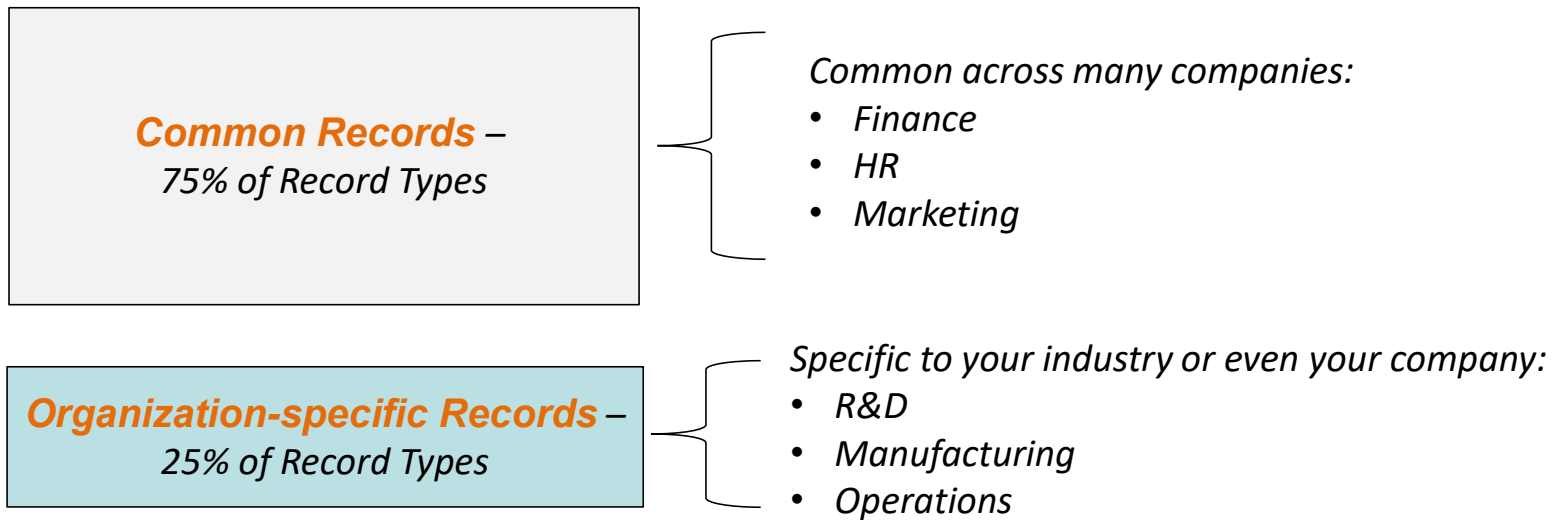 Common Records –
75% of Record Types
Common across many companies:
• Finance
• HR
• Marketing
Organization-specific Records –
25% of Record Types
Specific to your industry or even your company:
• R&D
• Manufacturing
• Operations